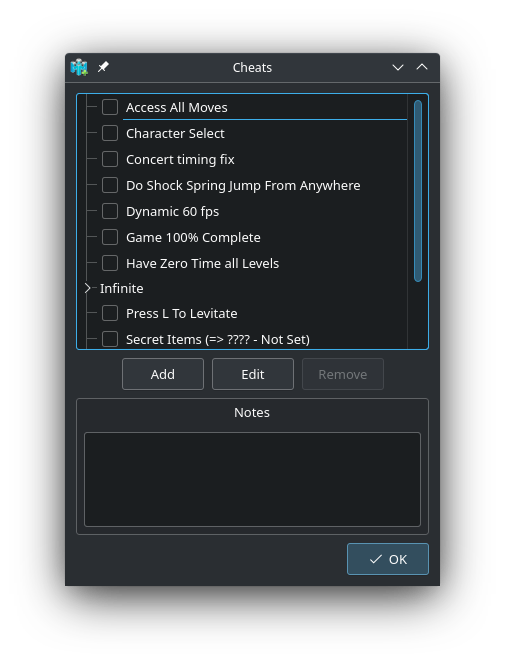 Cheats
Access All Moves
Character Select
Concert timing fix
Do Shock Spring Jump From Anywhere
Dynamic 60 fps
Game 100% Complete
Have Zero Time all Levels
Infinite
Press L To Levitate
Secret Items (=> ???? - Not Set)
Add Edit Remove
Notes
OK